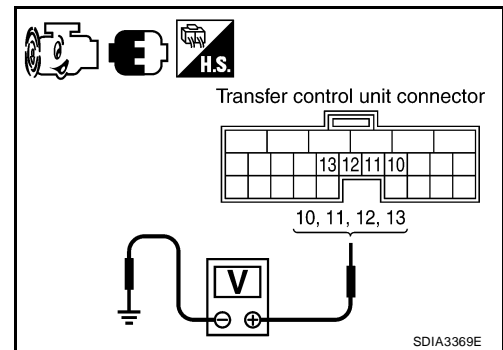 H.S.
Transfer control unit connector
13 12 11 10
10, 11, 12, 13
V
SDIA3369E